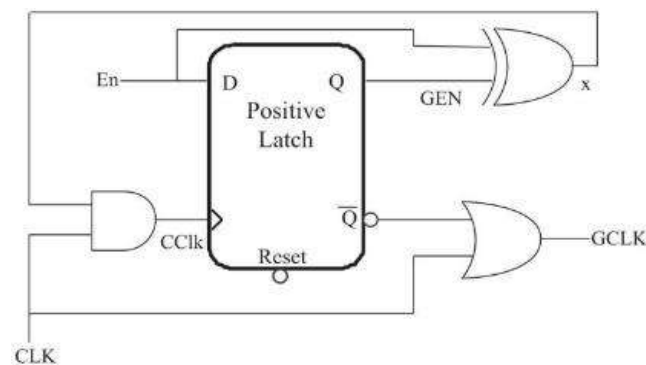 En
D
Q
Positive
Latch
GEN
x
CClk
Q̅
Reset
GCLK
CLK